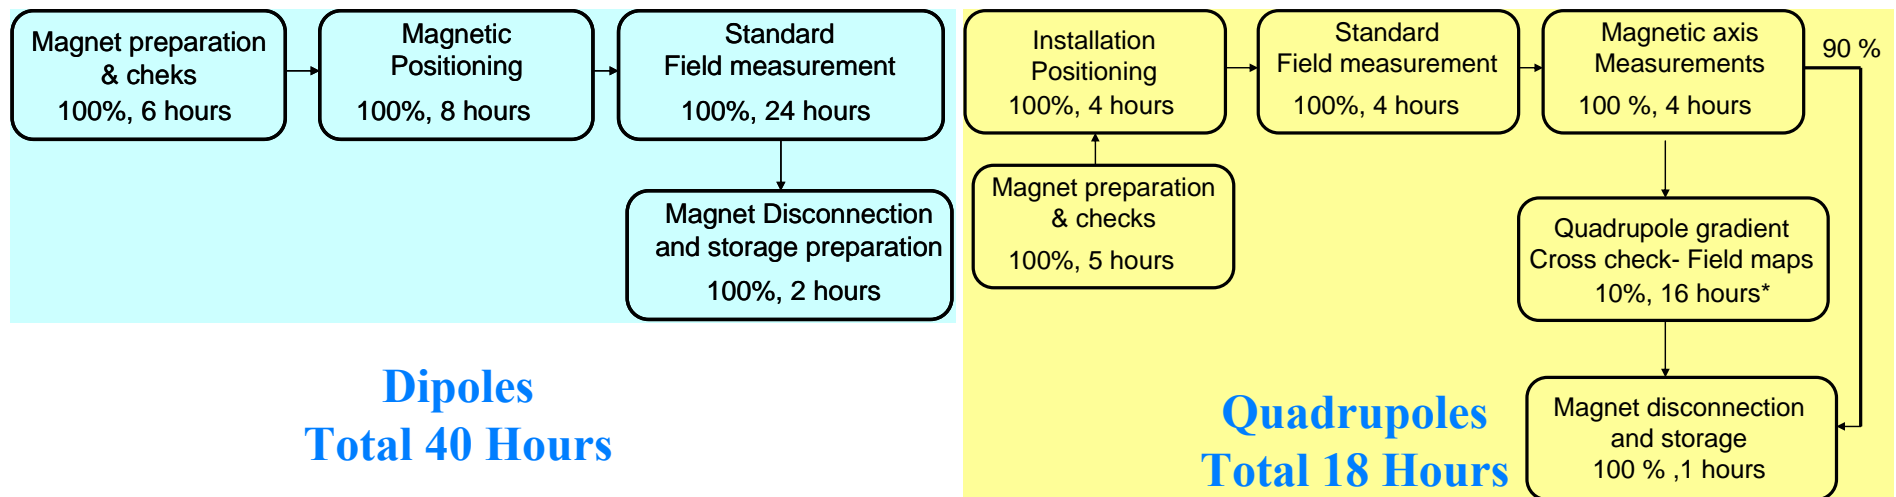 Magnet preparation
& cheks
100%, 6 hours
Magnetic
Positioning
100%, 8 hours
Standard
Field measurement
100%, 24 hours
Magnet Disconnection
and storage preparation
100%, 2 hours
Dipoles
Total 40 Hours
Installation
Positioning
100%, 4 hours
Standard
Field measurement
100%, 4 hours
Magnetic axis
Measurements
100 %, 4 hours
90 %
Magnet preparation
& checks
100%, 5 hours
Quadrupole gradient
Cross check- Field maps
10%, 16 hours*
Magnet disconnection
and storage
100 % ,1 hours
Quadrupoles
Total 18 Hours